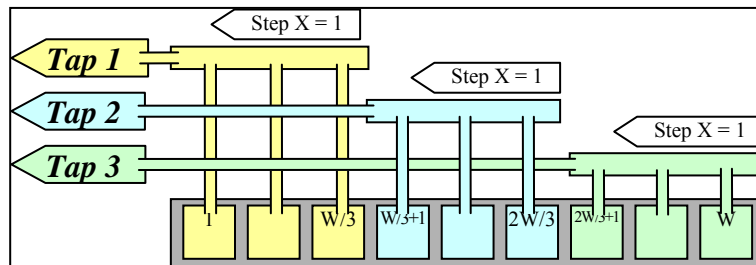 Step X = 1
Tap 1
Step X = 1
Tap 2
Step X = 1
Tap 3
1 W/3 W/3+1 2W/3 2W/3+1 W